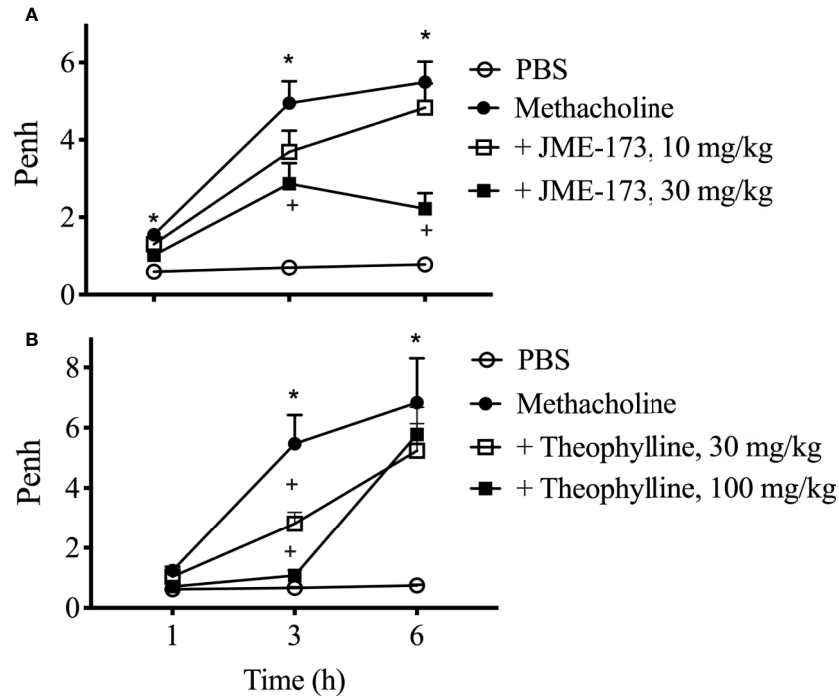 A
Penh
6
4
2
0
*
*
*
+
+
PBS
Methacholine
+ JME-173, 10 mg/kg
+ JME-173, 30 mg/kg
B
Penh
8
6
4
2
0
*
*
+
+
PBS
Methacholine
+ Theophylline, 30 mg/kg
+ Theophylline, 100 mg/kg
1 3 6
Time (h)